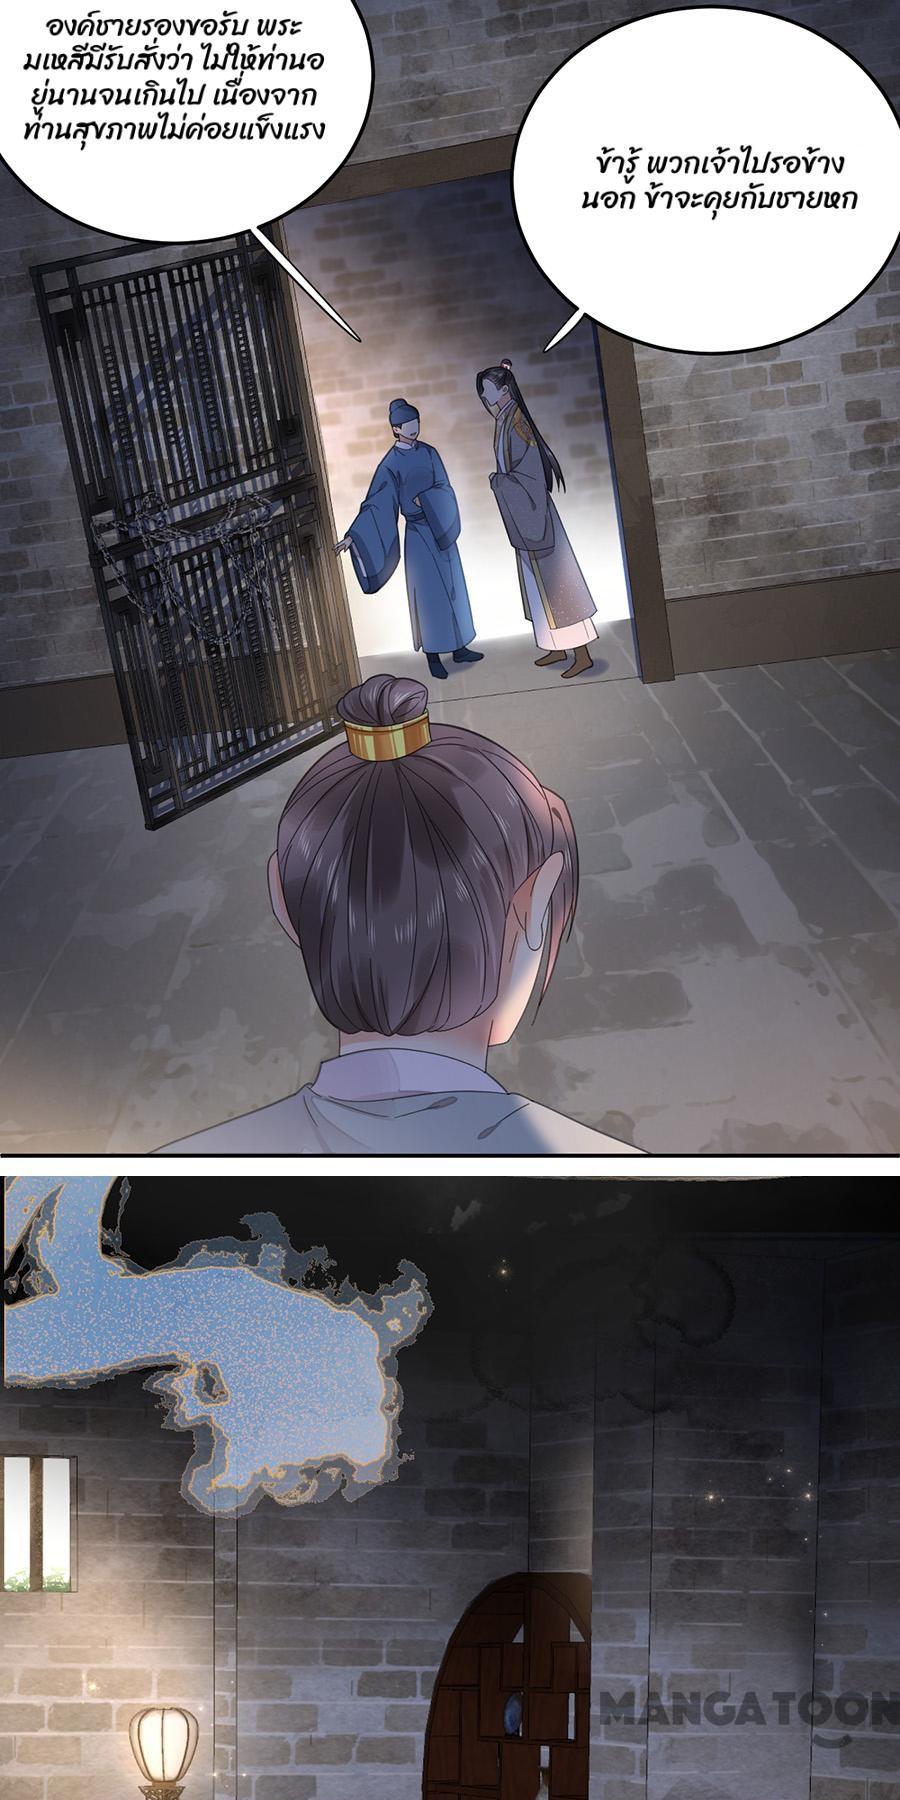 องค์ชายรองขอรับ พระ
มเหสีมีรับสั่งว่า ไม่ให้ท่านอ
ยู่นานจนเกินไป เนื่องจาก
ท่านสุขภาพไม่ค่อยแข็งแรง
ข้ารู้ พวกเจ้าไปรอข้าง
นอก ข้าจะคุยกับชายหก
MANGATOON